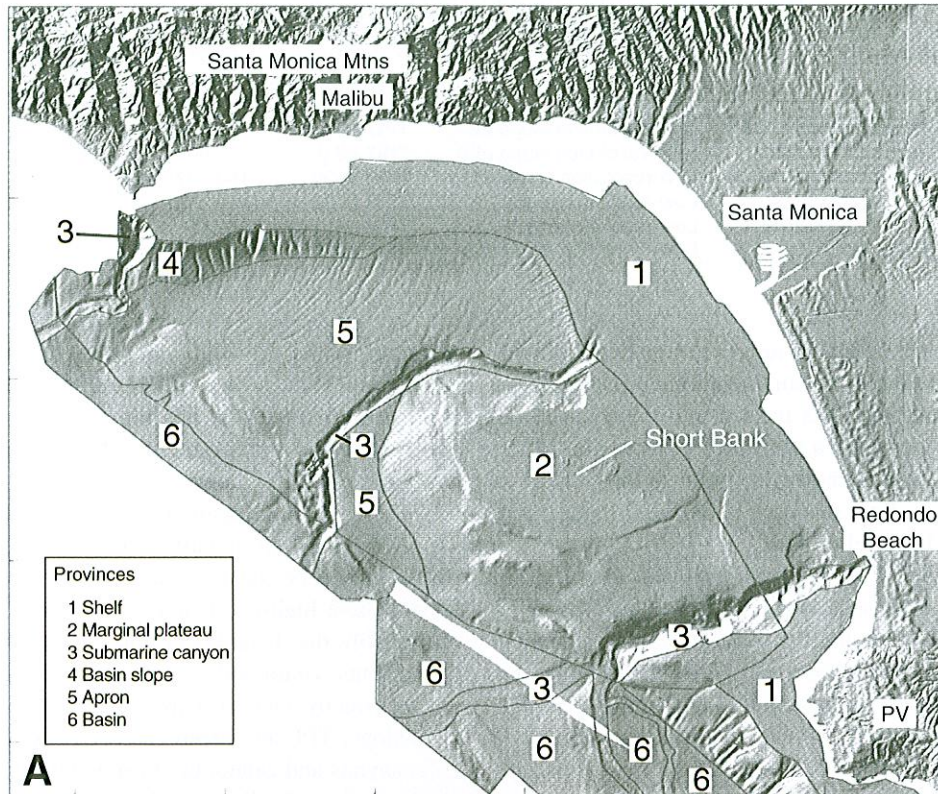 Santa Monica Mtns
Malibu
3
Santa Monica
4
1
5
6
3
Short Bank
2
5
Redondo
Beach
Provinces
1 Shelf
2 Marginal plateau
3 Submarine canyon
4 Basin slope
5 Apron
6 Basin
3
6
3
1
PV
6
6
6
A